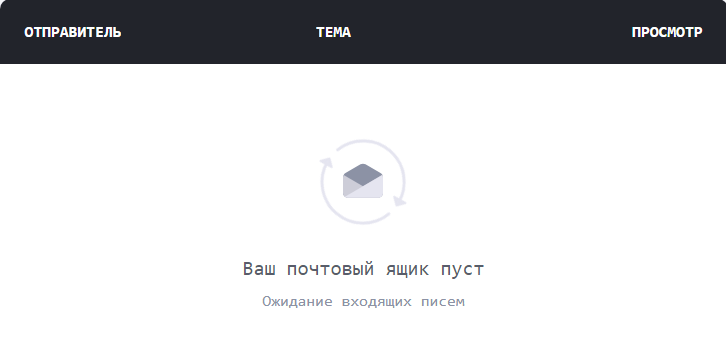 ОТПРАВИТЕЛЬ ТЕМА ПРОСМОТР
Ваш почтовый ящик пуст
Ожидание входящих писем